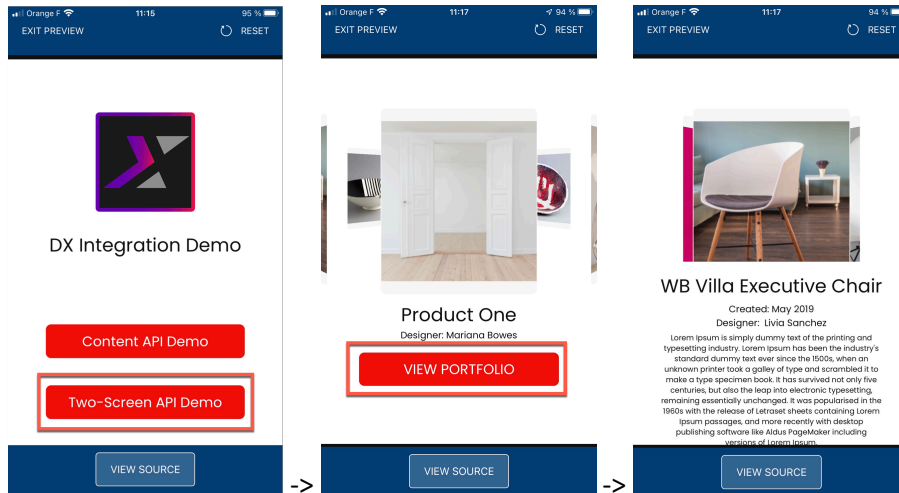 Orange F 11:15 95 %
EXIT PREVIEW RESET
DX Integration Demo
Content API Demo
Two-Screen API Demo
VIEW SOURCE
->
Orange F 11:17 94 %
EXIT PREVIEW RESET
Product One
Designer: Mariana Bowes
VIEW PORTFOLIO
VIEW SOURCE
->
Orange F 11:17 94 %
EXIT PREVIEW RESET
WB Villa Executive Chair
Created: May 2019
Designer: Livia Sanchez
Lorem Ipsum is simply dummy text of the printing and
typesetting industry. Lorem Ipsum has been the industry's
standard dummy text ever since the 1500s, when an
unknown printer took a galley of type and scrambled it to
make a type specimen book. It has survived not only five
centuries, but also the leap into electronic typesetting,
remaining essentially unchanged. It was popularised in the
1960s with the release of Letraset sheets containing Lorem
Ipsum passages, and more recently with desktop
publishing software like Aldus PageMaker including
versions of Lorem Ipsum.
VIEW SOURCE